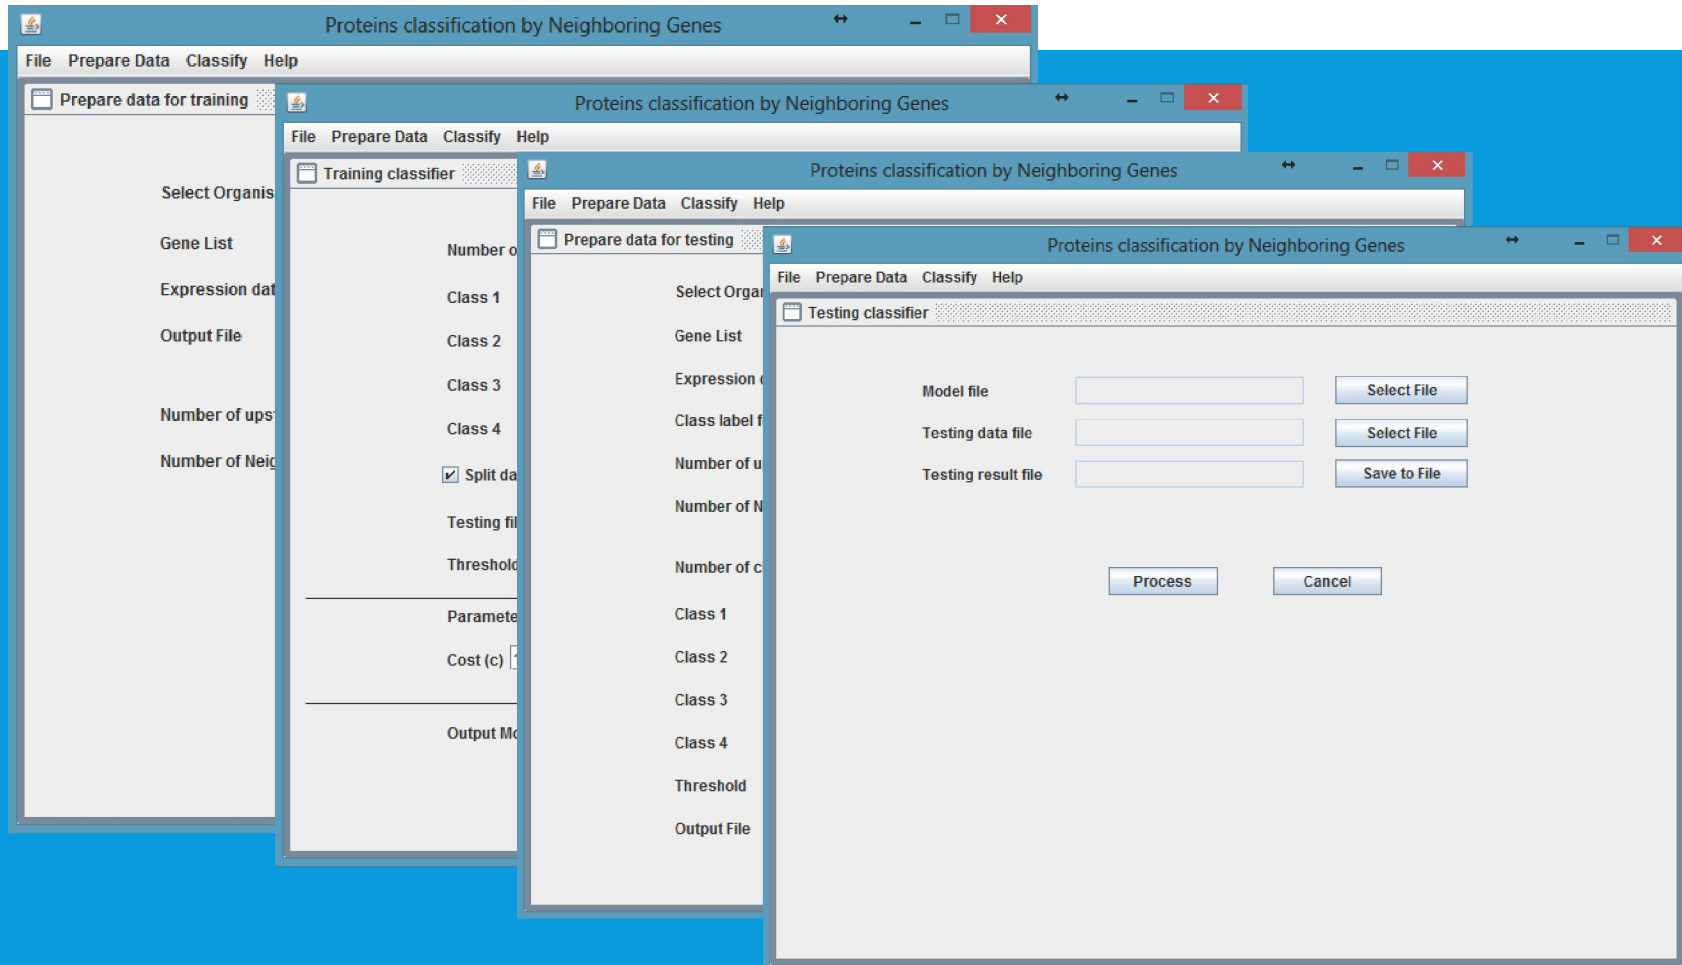 Proteins classification by Neighboring Genes
File Prepare Data Classify Help
Prepare data for training
Select Organis
Gene List
Expression dat
Output File
Number of ups
Number of Neig
Proteins classification by Neighboring Genes
File Prepare Data Classify Help
Training classifier
Number o
Class 1
Class 2
Class 3
Class 4
Split da
Testing fil
Threshold
Paramete
Cost (c)
Output Mo
Proteins classification by Neighboring Genes
File Prepare Data Classify Help
Prepare data for testing
Select Organ
Gene List
Expression
Class label f
Number of u
Number of N
Number of c
Class 1
Class 2
Class 3
Class 4
Threshold
Output File
Proteins classification by Neighboring Genes
File Prepare Data Classify Help
Testing classifier
Model file Select File
Testing data file Select File
Testing result file Save to File
Process Cancel